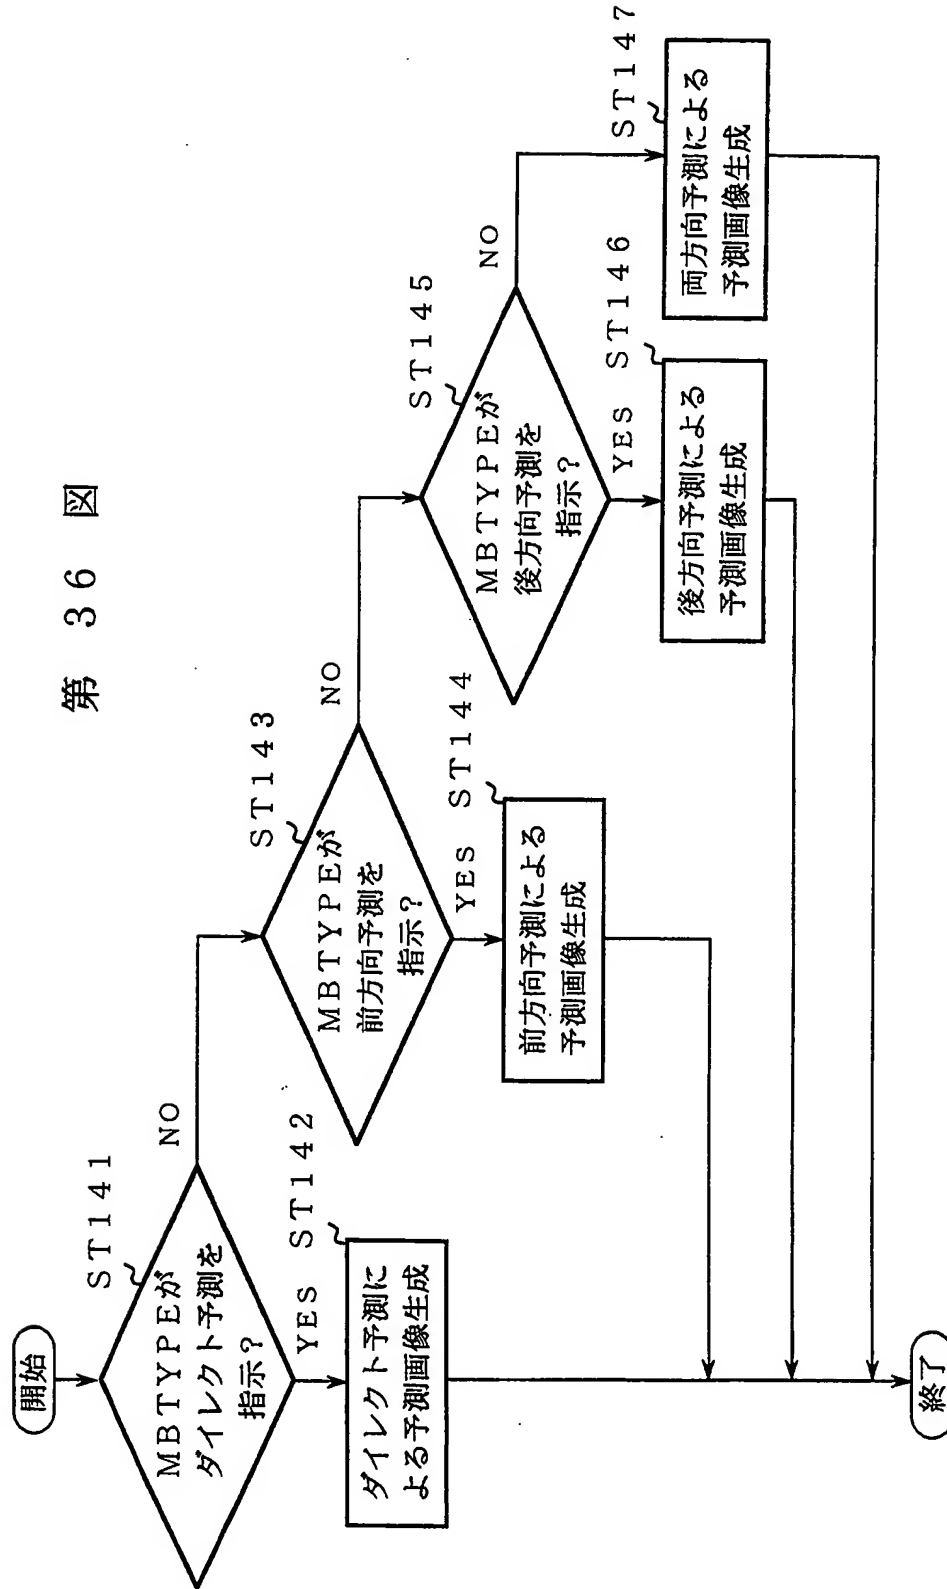 第 36 図
開始
ST141
MBTYPEが
ダイレクト予測を
指示?
NO
YES
ST142
ダイレクト予測に
よる予測画像生成
ST143
MBTYPEが
前方向予測を
指示?
NO
YES
ST144
前方向予測による
予測画像生成
ST145
MBTYPEが
後方向予測を
指示?
NO
YES
ST146
後方向予測による
予測画像生成
ST147
両方向予測による
予測画像生成
終了